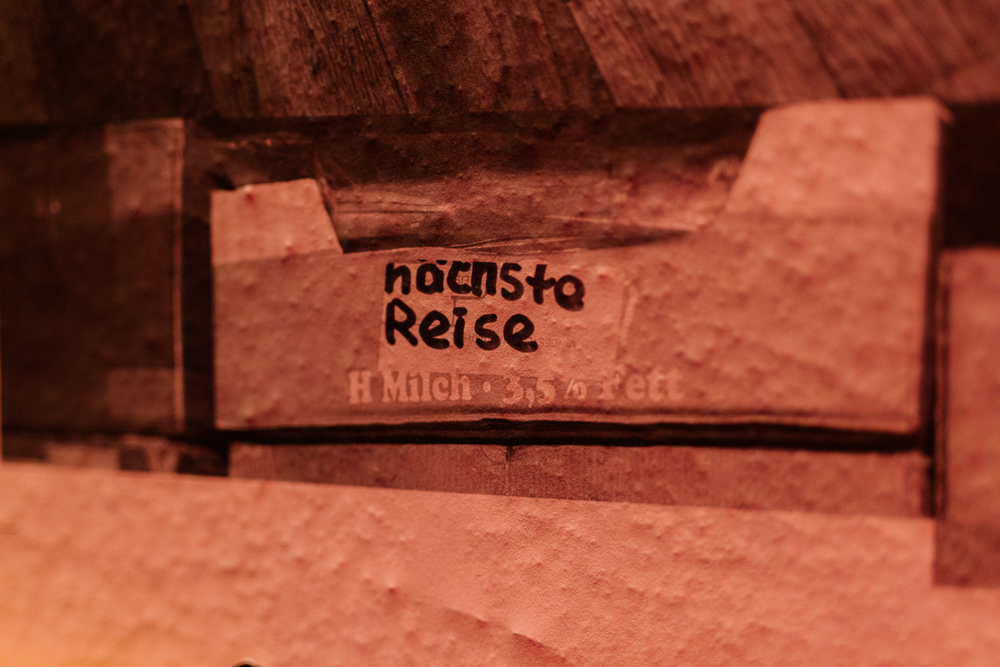 nächste
Reise
H Milch · 3,5 % Fett